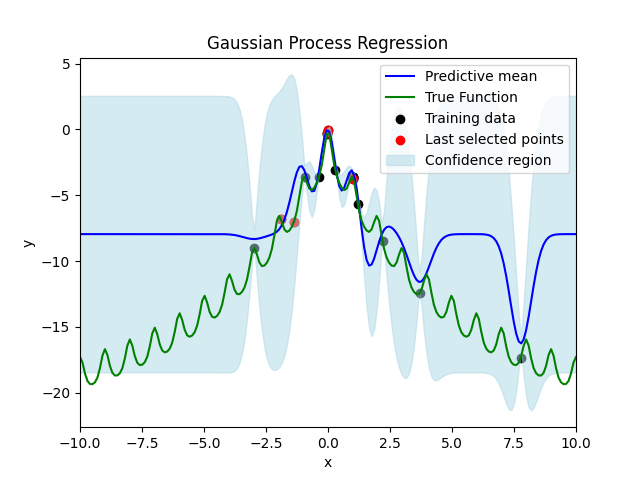 Gaussian Process Regression
Predictive mean
True Function
Training data
Last selected points
Confidence region
y
5
0
−5
−10
−15
−20
−10.0 −7.5 −5.0 −2.5 0.0 2.5 5.0 7.5 10.0
x